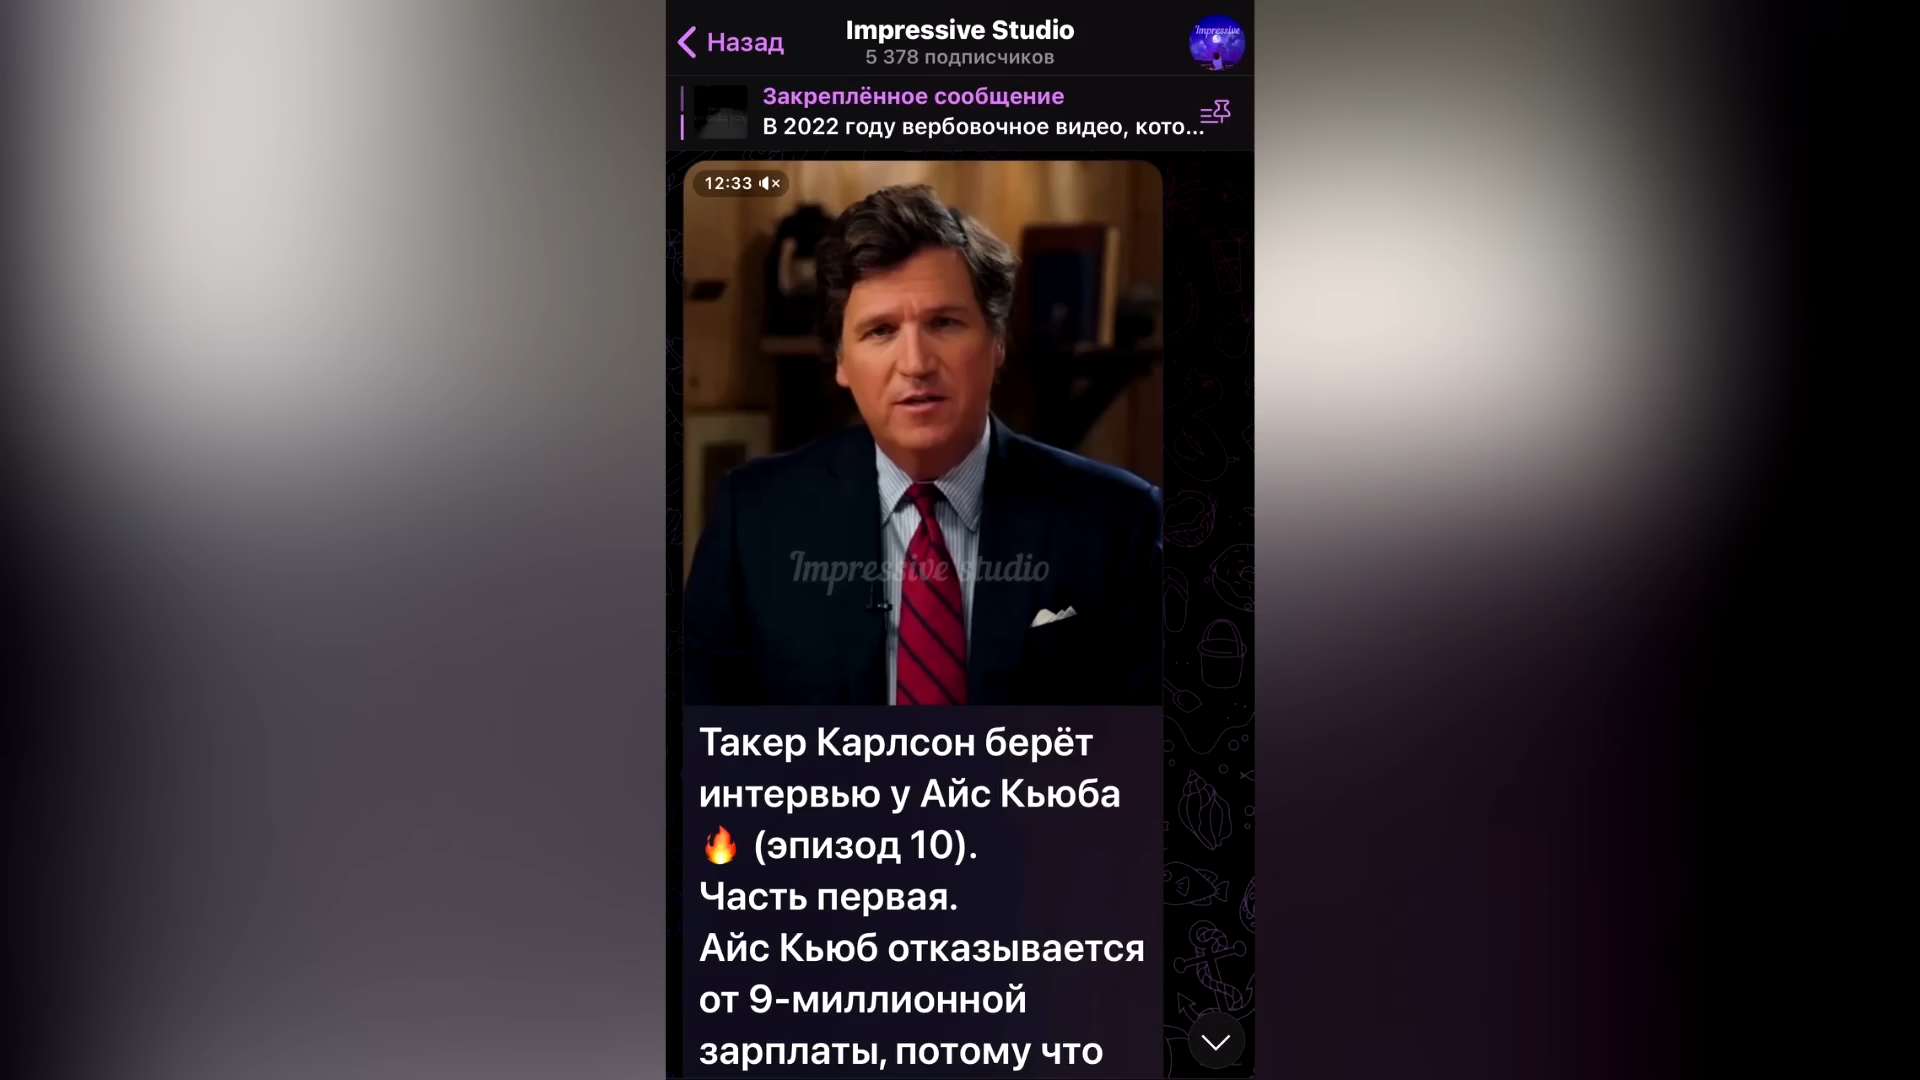 Назад
Impressive Studio
5 378 подписчиков
Impressive
Закреплённое сообщение
В 2022 году вербовочное видео, кото...
12:33
Impressive studio
Такер Карлсон берёт
интервью у Айс Кьюба
🔥 (эпизод 10).
Часть первая.
Айс Кьюб отказывается
от 9-миллионной
зарплаты, потому что